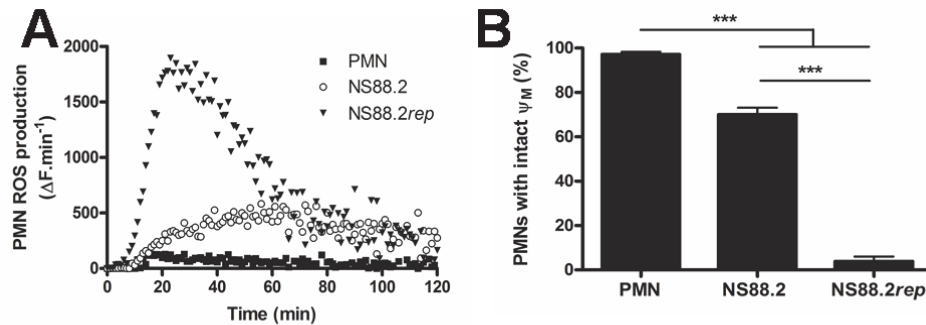 A
PMN ROS production
(ΔF.min⁻¹)
2000
1500
1000
500
0
0 20 40 60 80 100 120
Time (min)
PMN
NS88.2
NS88.2rep
B
PMNs with intact ψM (%)
100
80
60
40
20
0
***
***
PMN NS88.2 NS88.2rep